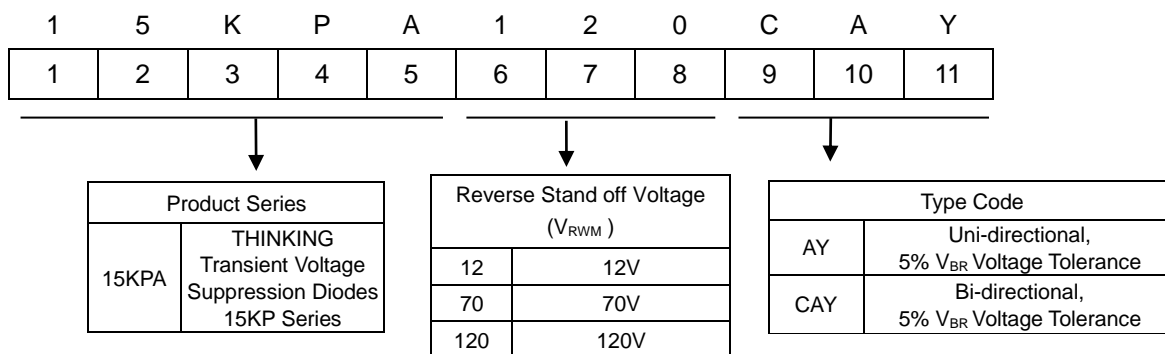 1 5 K P A 1 2 0 C A Y
1 2 3 4 5 6 7 8 9 10 11
Product Series
15KPA
THINKING
Transient Voltage
Suppression Diodes
15KP Series
Reverse Stand off Voltage
(VRWM )
12 12V
70 70V
120 120V
Type Code
AY
Uni-directional,
5% VBR Voltage Tolerance
CAY
Bi-directional,
5% VBR Voltage Tolerance